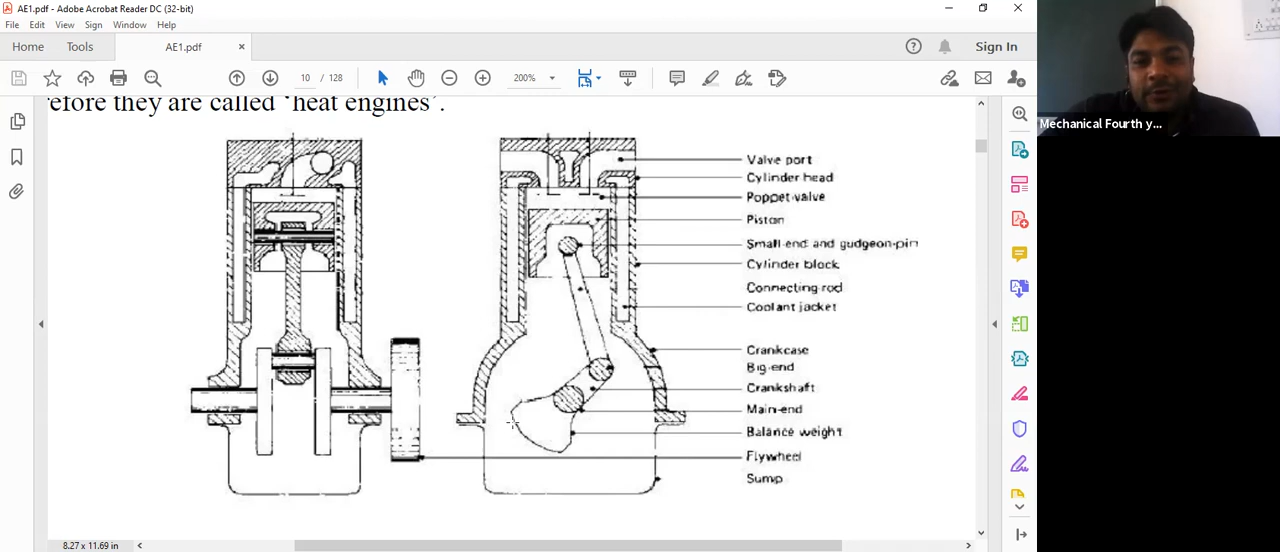 AE1.pdf - Adobe Acrobat Reader DC (32-bit)
File Edit View Sign Window Help
Home Tools AE1.pdf × Sign In
10 / 128 200%
efore they are called ‘heat engines’.
Valve port
Cylinder head
Poppet-valve
Piston
Small-end and gudgeon-pin
Cylinder block
Connecting-rod
Coolant jacket
Crankcase
Big-end
Crankshaft
Main-end
Balance weight
Flywheel
Sump
8.27 x 11.69 in
Mechanical Fourth y...